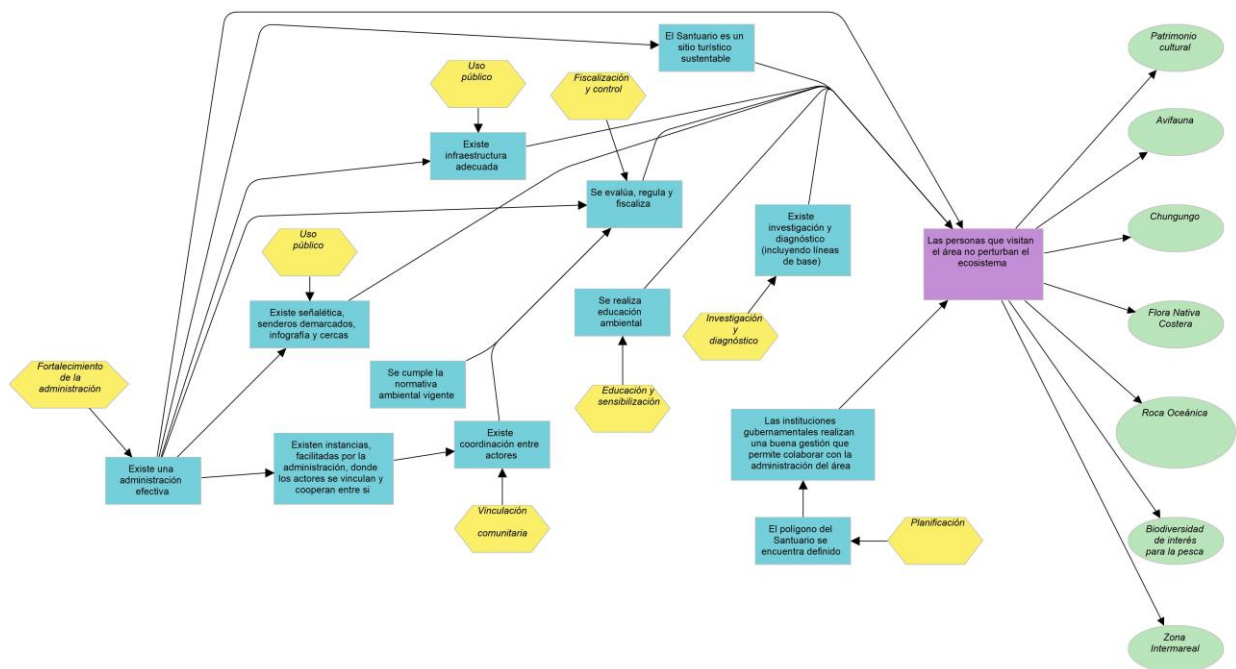 El Santuario es un
sitio turístico
sustentable
Patrimonio
cultural
Uso
público
Fiscalización
y control
Avifauna
Existe
infraestructura
adecuada
Se evalúa, regula y
fiscaliza
Existe
investigación y
diagnóstico
(incluyendo líneas
de base)
Chungungo
Uso
público
Las personas que visitan
el área no perturban el
ecosistema
Existe señalética,
senderos demarcados,
infografía y cercas
Se realiza
educación
ambiental
Investigación
y
diagnóstico
Flora Nativa
Costera
Fortalecimiento
de la
administración
Se cumple la
normativa
ambiental vigente
Educación y
sensibilización
Las instituciones
gubernamentales realizan
una buena gestión que
permite colaborar con la
administración del área
Roca Oceánica
Existe una
administración
efectiva
Existen instancias,
facilitadas por la
administración, donde
los actores se vinculan y
cooperan entre si
Existe
coordinación entre
actores
Vinculación
comunitaria
El polígono del
Santuario se
encuentra definido
Planificación
Biodiversidad
de interés
para la pesca
Zona
Intermareal